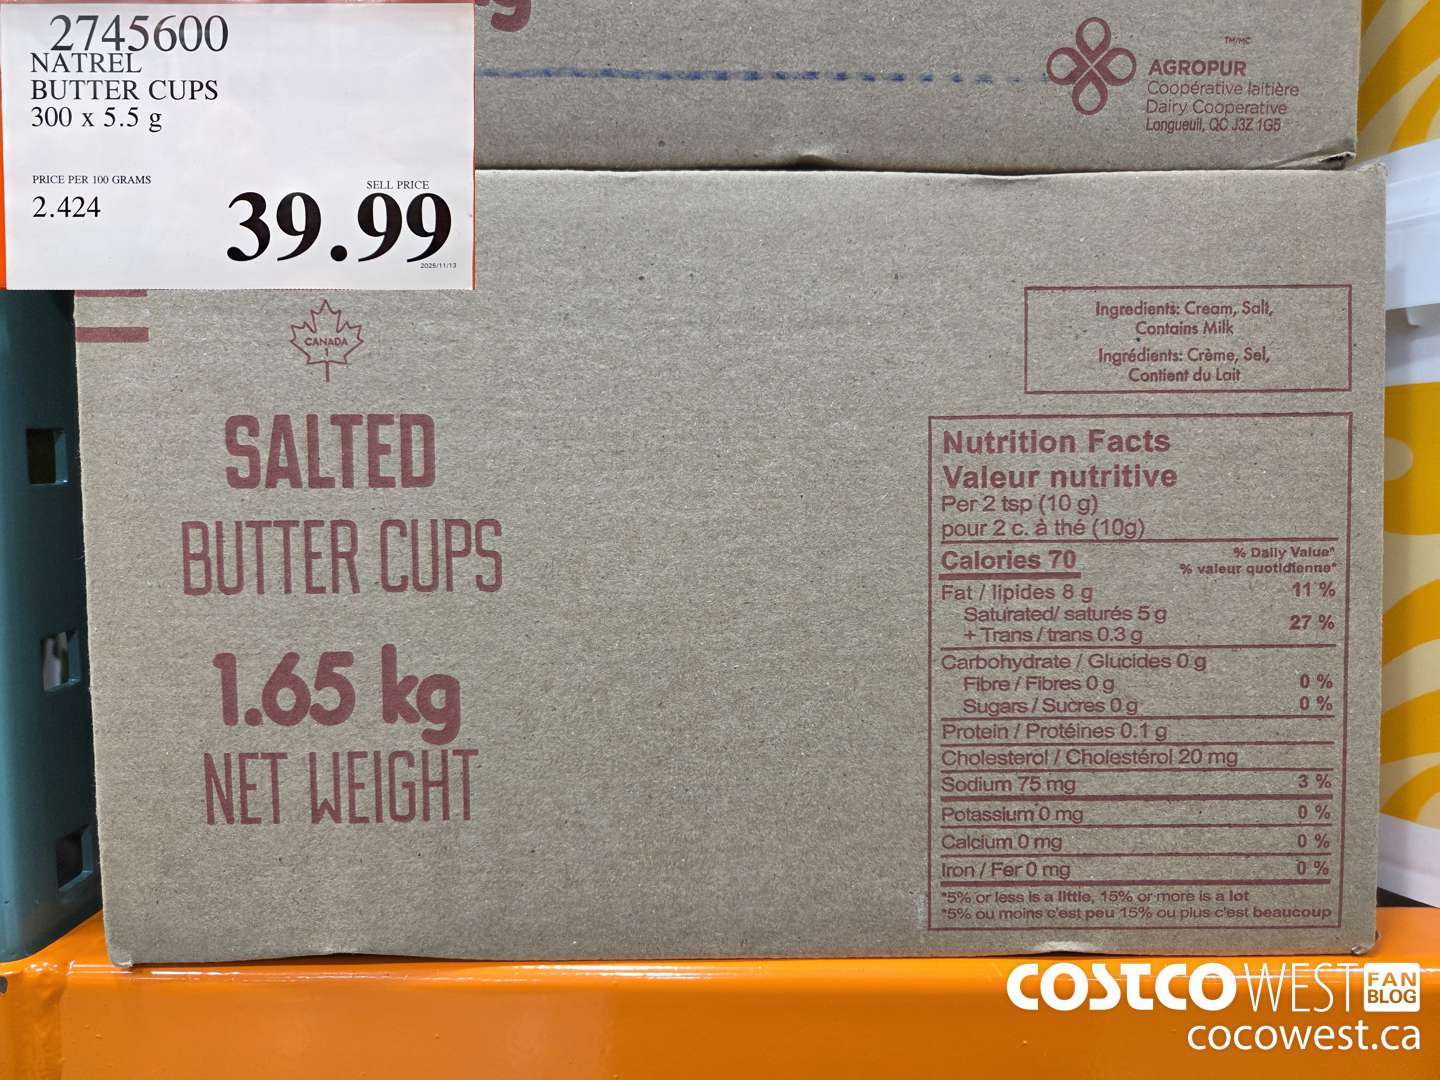 2745600
NATREL
BUTTER CUPS
300 x 5.5 g
PRICE PER 100 GRAMS
2.424
SELL PRICE
39.99
2025/11/13
TM/MC
AGROPUR
Coopérative laitière
Dairy Cooperative
Longueuil, QC J3Z 1G5
CANADA
1
SALTED
BUTTER CUPS
1.65 kg
NET WEIGHT
Ingredients: Cream, Salt,
Contains Milk
Ingrédients: Crème, Sel,
Contient du Lait
Nutrition Facts
Valeur nutritive
Per 2 tsp (10 g)
pour 2 c. à thé (10g)
Calories 70
% Daily Value*
% valeur quotidienne*
Fat / lipides 8 g 11 %
Saturated/ saturés 5 g
+ Trans / trans 0.3 g 27 %
Carbohydrate / Glucides 0 g
Fibre / Fibres 0 g 0 %
Sugars / Sucres 0 g 0 %
Protein / Protéines 0.1 g
Cholesterol / Cholestérol 20 mg
Sodium 75 mg 3 %
Potassium 0 mg 0 %
Calcium 0 mg 0 %
Iron / Fer 0 mg 0 %
*5% or less is a little, 15% or more is a lot
*5% ou moins c'est peu 15% ou plus c'est beaucoup
COSTCO WEST FAN BLOG
cocowest.ca